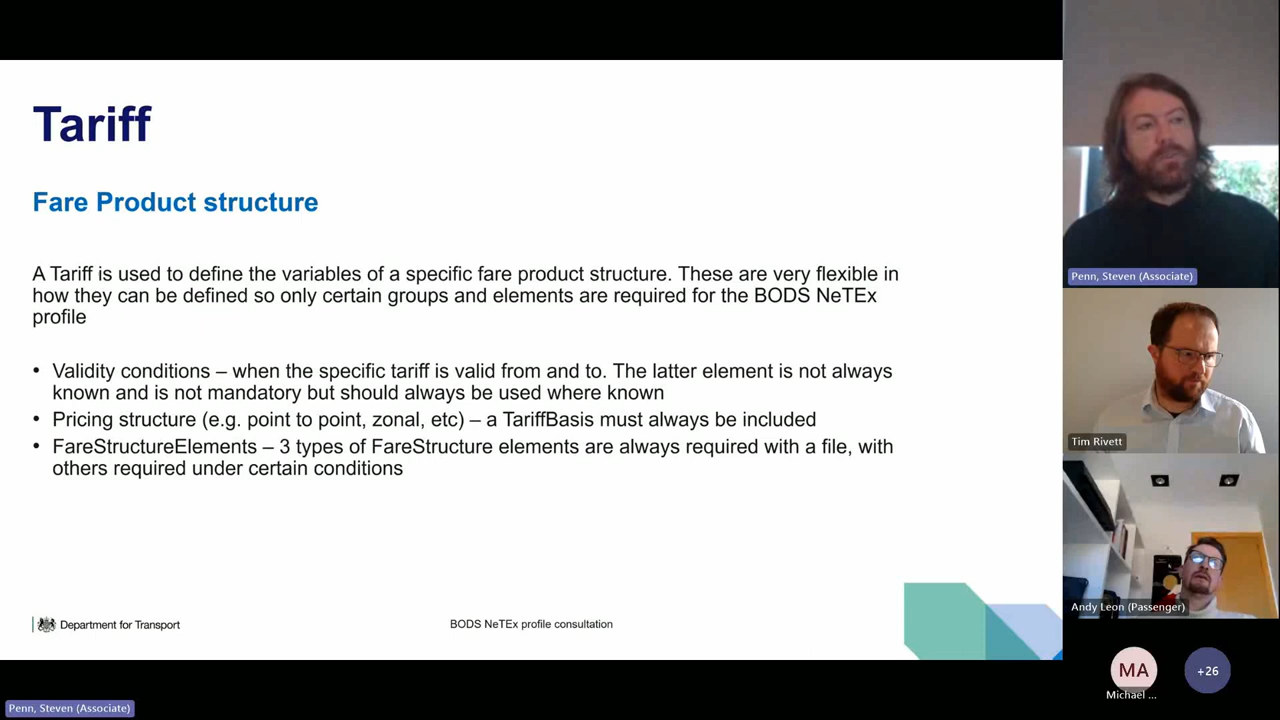 Tariff
Fare Product structure
A Tariff is used to define the variables of a specific fare product structure. These are very flexible in
how they can be defined so only certain groups and elements are required for the BODS NeTEx
profile
• Validity conditions – when the specific tariff is valid from and to. The latter element is not always
known and is not mandatory but should always be used where known
• Pricing structure (e.g. point to point, zonal, etc) – a TariffBasis must always be included
• FareStructureElements – 3 types of FareStructure elements are always required with a file, with
others required under certain conditions
Department for Transport
BODS NeTEx profile consultation
Penn, Steven (Associate)
Tim Rivett
Andy Leon (Passenger)
MA
Michael ...
+26
Penn, Steven (Associate)